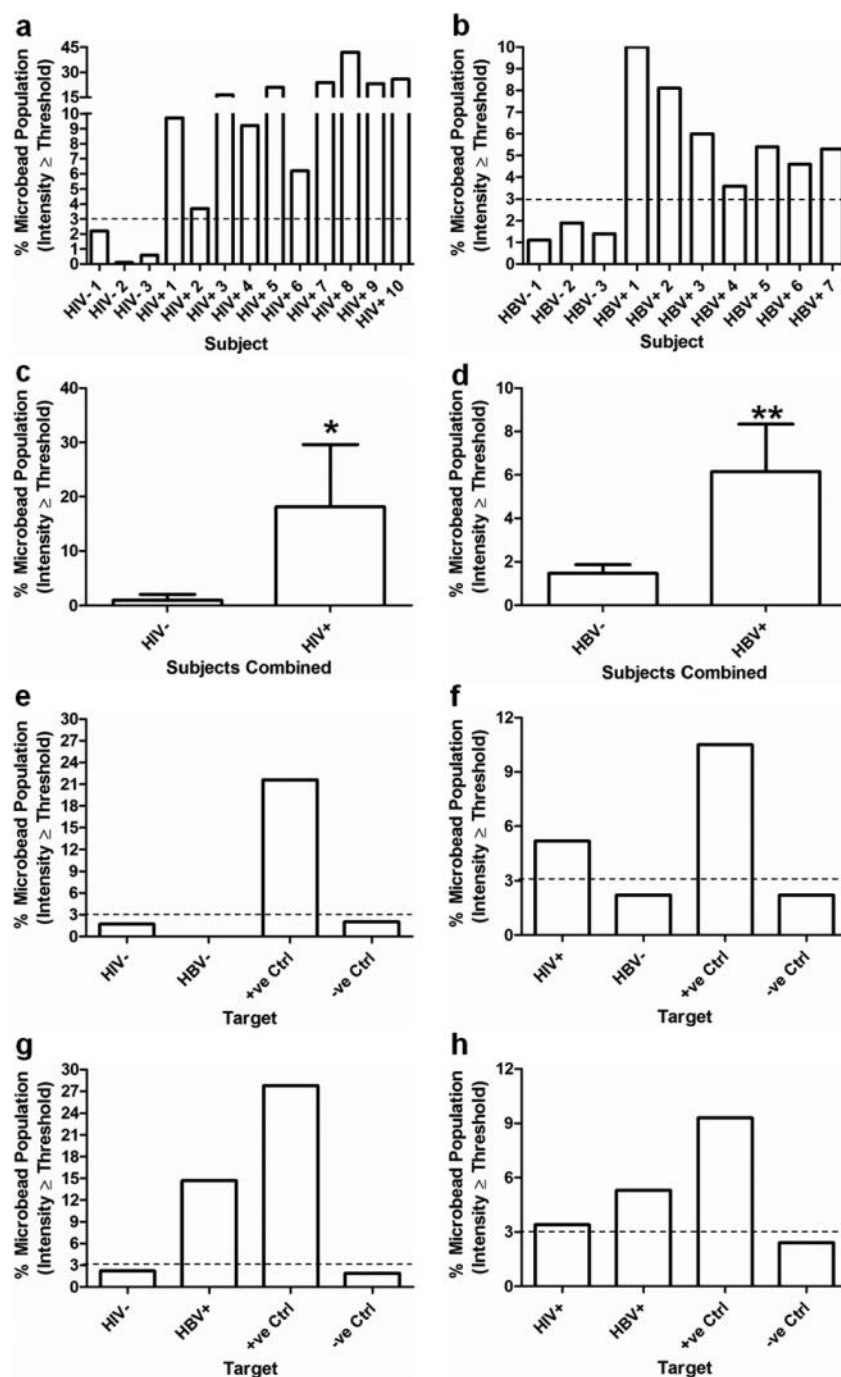 a
% Microbead Population
(Intensity ≥ Threshold)
45
30
15
10
9
8
7
6
5
4
3
2
1
0
HIV- 1
HIV- 2
HIV- 3
HIV+ 1
HIV+ 2
HIV+ 3
HIV+ 4
HIV+ 5
HIV+ 6
HIV+ 7
HIV+ 8
HIV+ 9
HIV+ 10
Subject
b
% Microbead Population
(Intensity ≥ Threshold)
10
9
8
7
6
5
4
3
2
1
0
HBV- 1
HBV- 2
HBV- 3
HBV+ 1
HBV+ 2
HBV+ 3
HBV+ 4
HBV+ 5
HBV+ 6
HBV+ 7
Subject
c
% Microbead Population
(Intensity ≥ Threshold)
40
30
20
10
0
*
HIV-
HIV+
Subjects Combined
d
% Microbead Population
(Intensity ≥ Threshold)
10
8
6
4
2
0
**
HBV-
HBV+
Subjects Combined
e
% Microbead Population
(Intensity ≥ Threshold)
30
27
24
21
18
15
12
9
6
3
0
HIV-
HBV-
+ve Ctrl
-ve Ctrl
Target
f
% Microbead Population
(Intensity ≥ Threshold)
12
9
6
3
0
HIV+
HBV-
+ve Ctrl
-ve Ctrl
Target
g
% Microbead Population
(Intensity ≥ Threshold)
30
27
24
21
18
15
12
9
6
3
0
HIV-
HBV+
+ve Ctrl
-ve Ctrl
Target
h
% Microbead Population
(Intensity ≥ Threshold)
12
9
6
3
0
HIV+
HBV+
+ve Ctrl
-ve Ctrl
Target